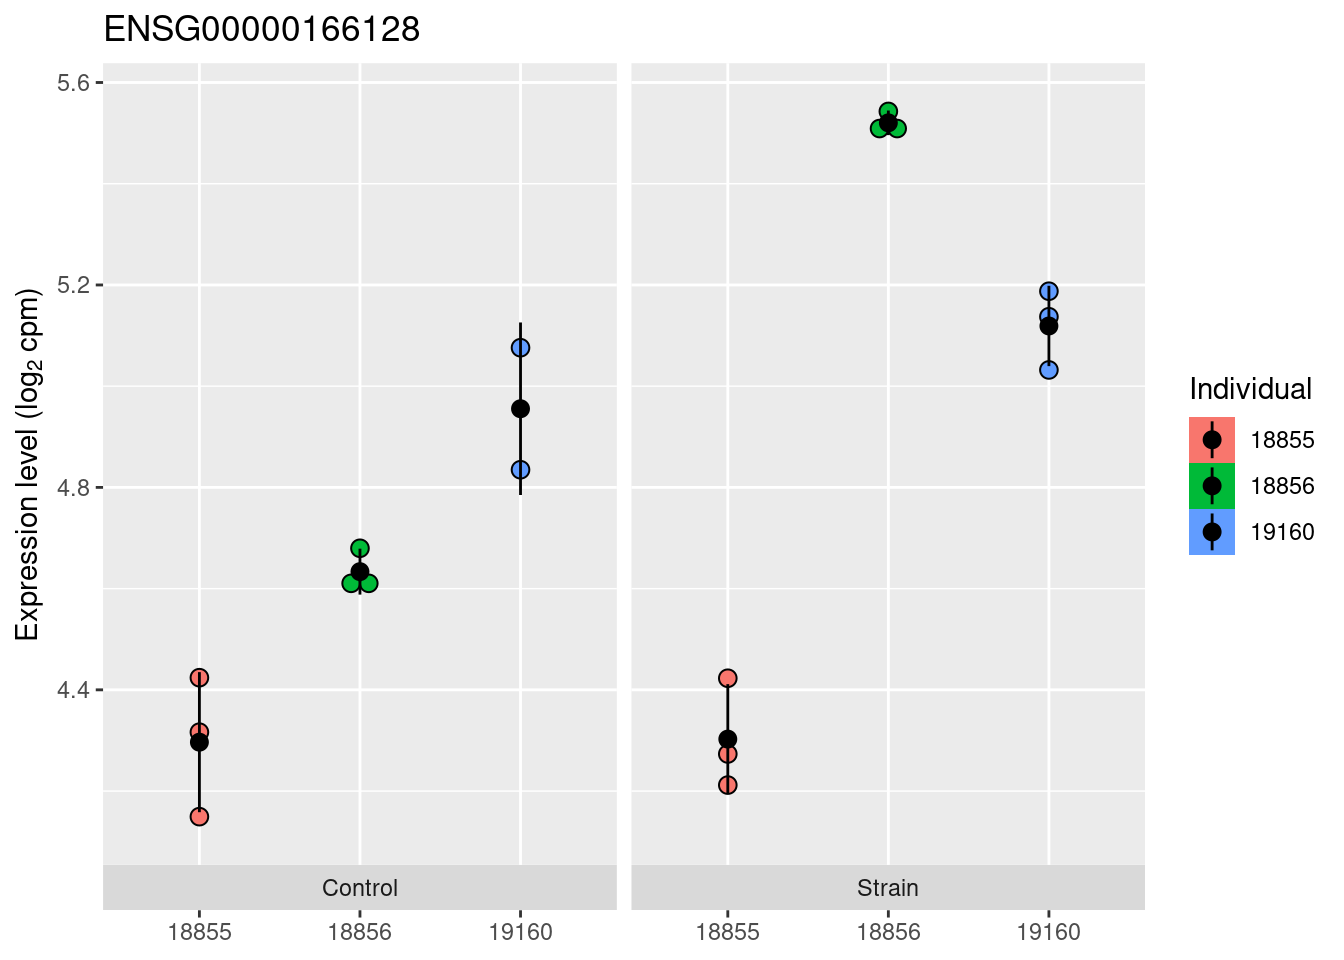 ENSG00000166128
Expression level (log₂ cpm)
5.6
5.2
4.8
4.4
Control
Strain
18855
18856
19160
18855
18856
19160
Individual
18855
18856
19160